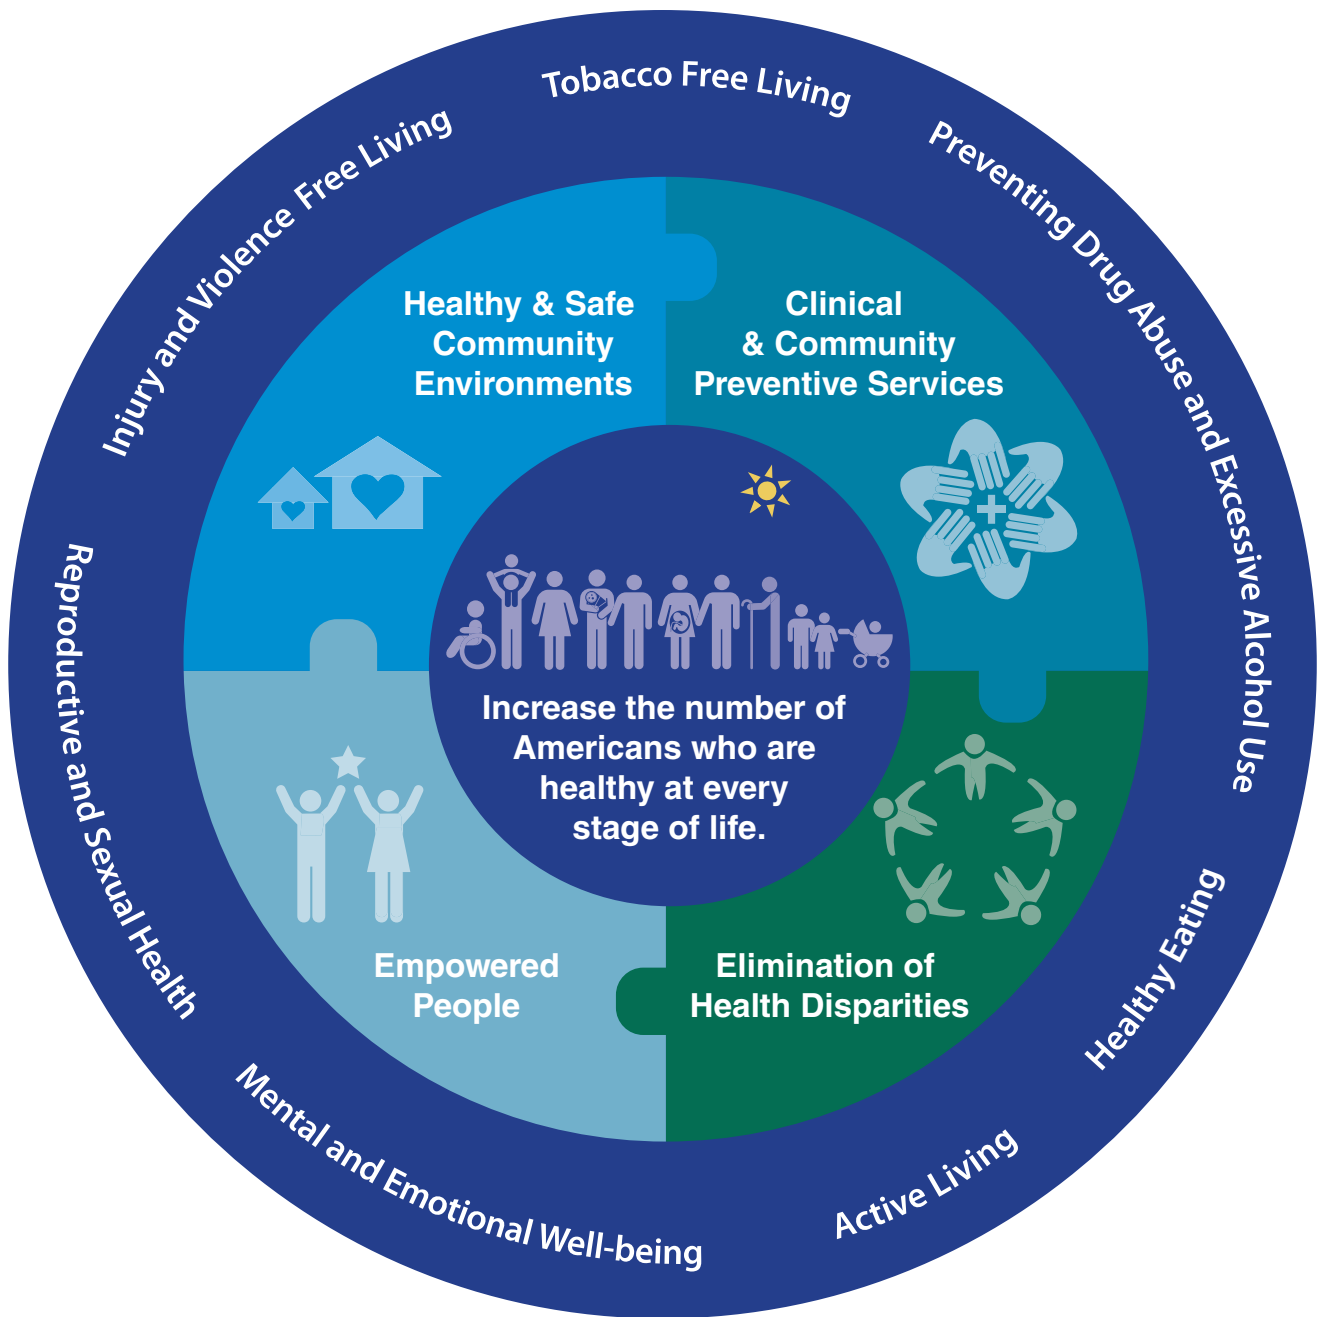 Tobacco Free Living
Preventing Drug Abuse and Excessive Alcohol Use
Healthy Eating
Active Living
Mental and Emotional Well-being
Reproductive and Sexual Health
Injury and Violence Free Living
Healthy & Safe
Community
Environments
Clinical
& Community
Preventive Services
Increase the number of
Americans who are
healthy at every
stage of life.
Empowered
People
Elimination of
Health Disparities